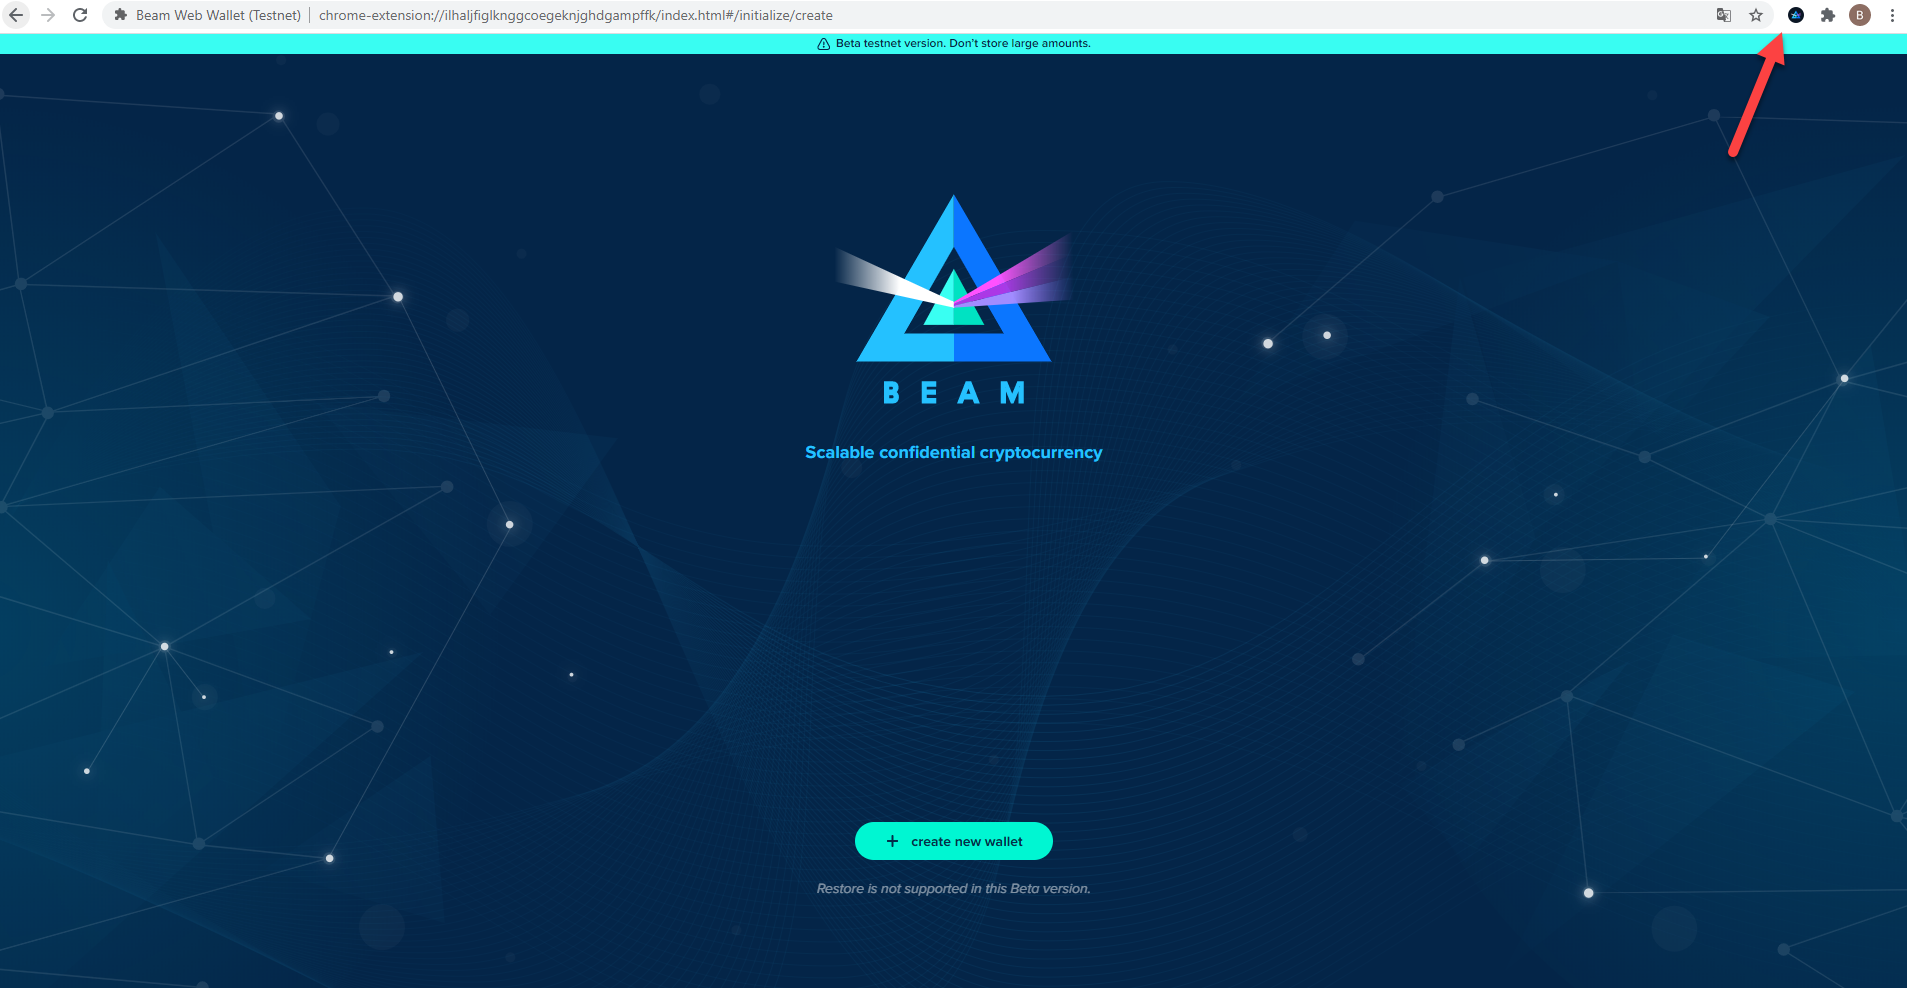 Beam Web Wallet (Testnet) | chrome-extension://ilhaljfiglknggcoegeknjghdgampffk/index.html#/initialize/create
B
Beta testnet version. Don't store large amounts.
BEAM
Scalable confidential cryptocurrency
+ create new wallet
Restore is not supported in this Beta version.